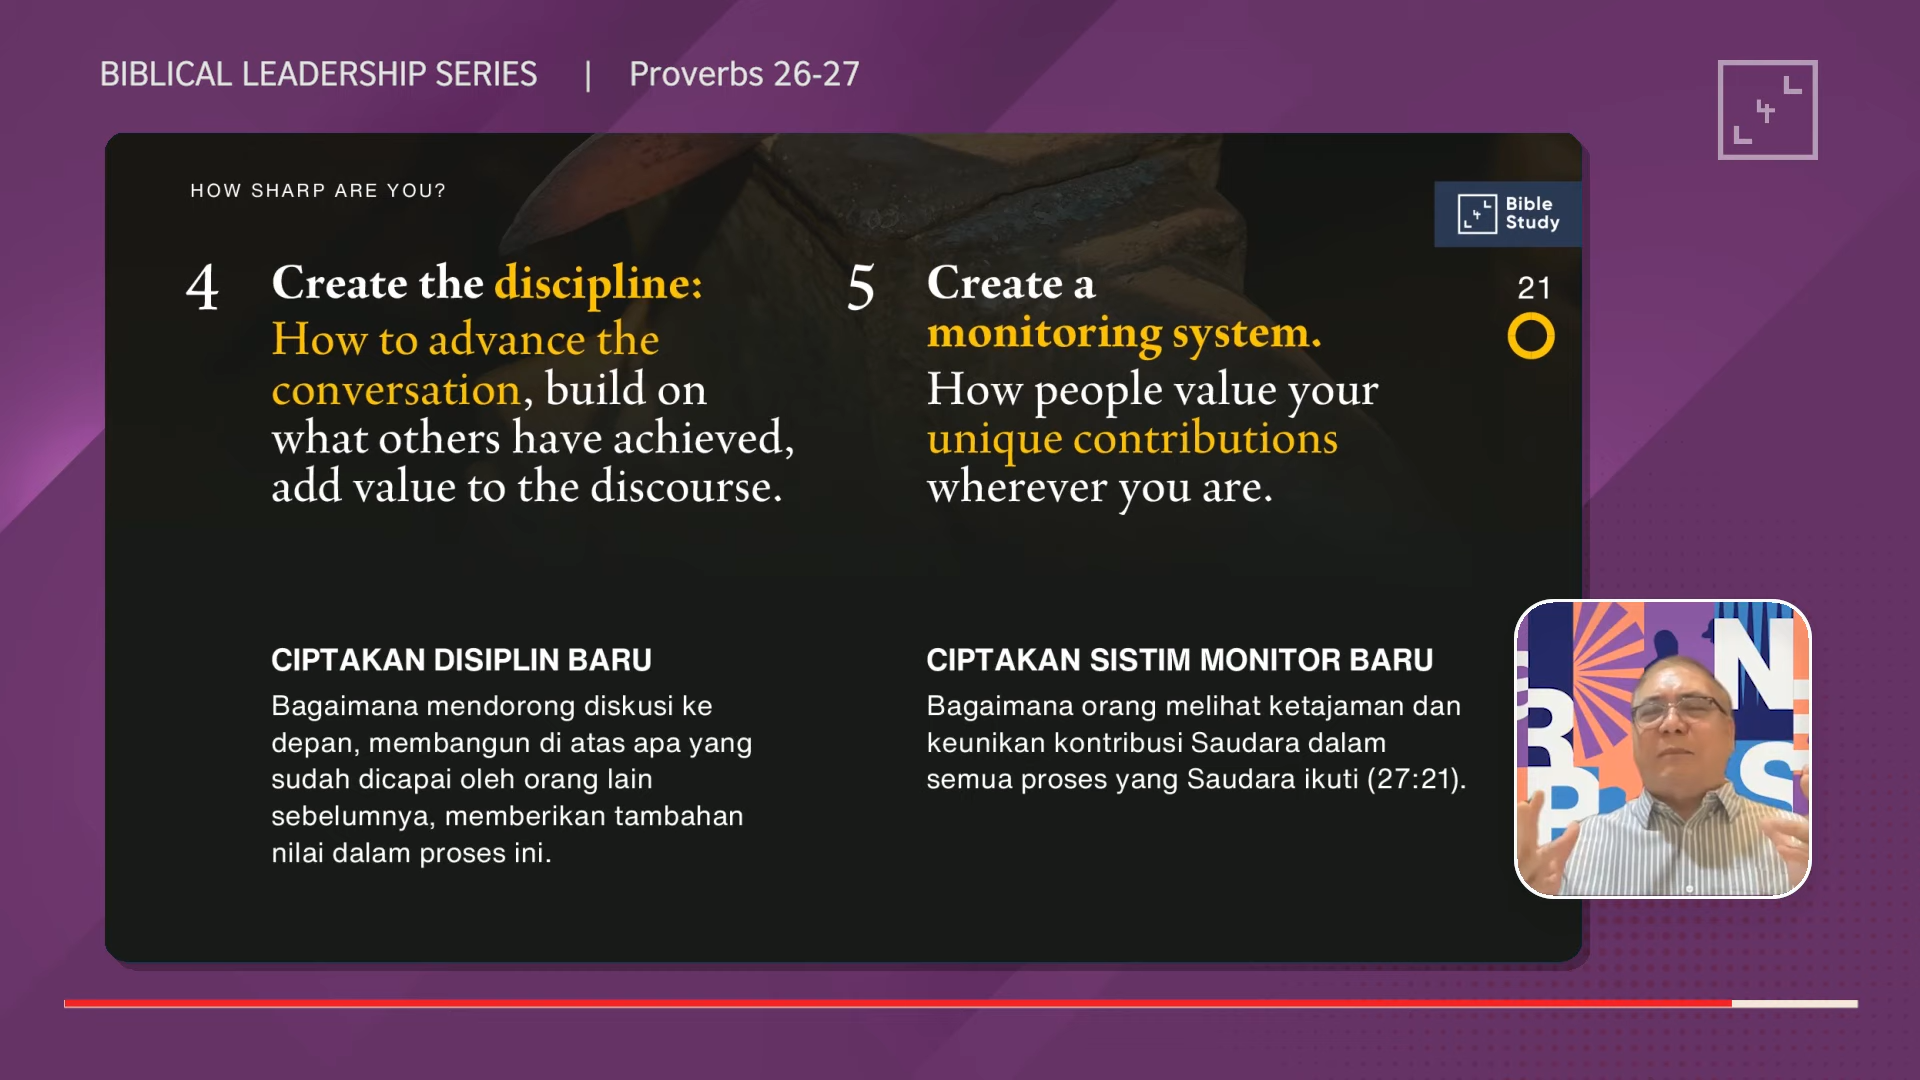 BIBLICAL LEADERSHIP SERIES | Proverbs 26-27
HOW SHARP ARE YOU?
Bible
Study
21
4
Create the discipline:
How to advance the
conversation, build on
what others have achieved,
add value to the discourse.
5
Create a
monitoring system.
How people value your
unique contributions
wherever you are.
CIPTAKAN DISIPLIN BARU
Bagaimana mendorong diskusi ke
depan, membangun di atas apa yang
sudah dicapai oleh orang lain
sebelumnya, memberikan tambahan
nilai dalam proses ini.
CIPTAKAN SISTIM MONITOR BARU
Bagaimana orang melihat ketajaman dan
keunikan kontribusi Saudara dalam
semua proses yang Saudara ikuti (27:21).